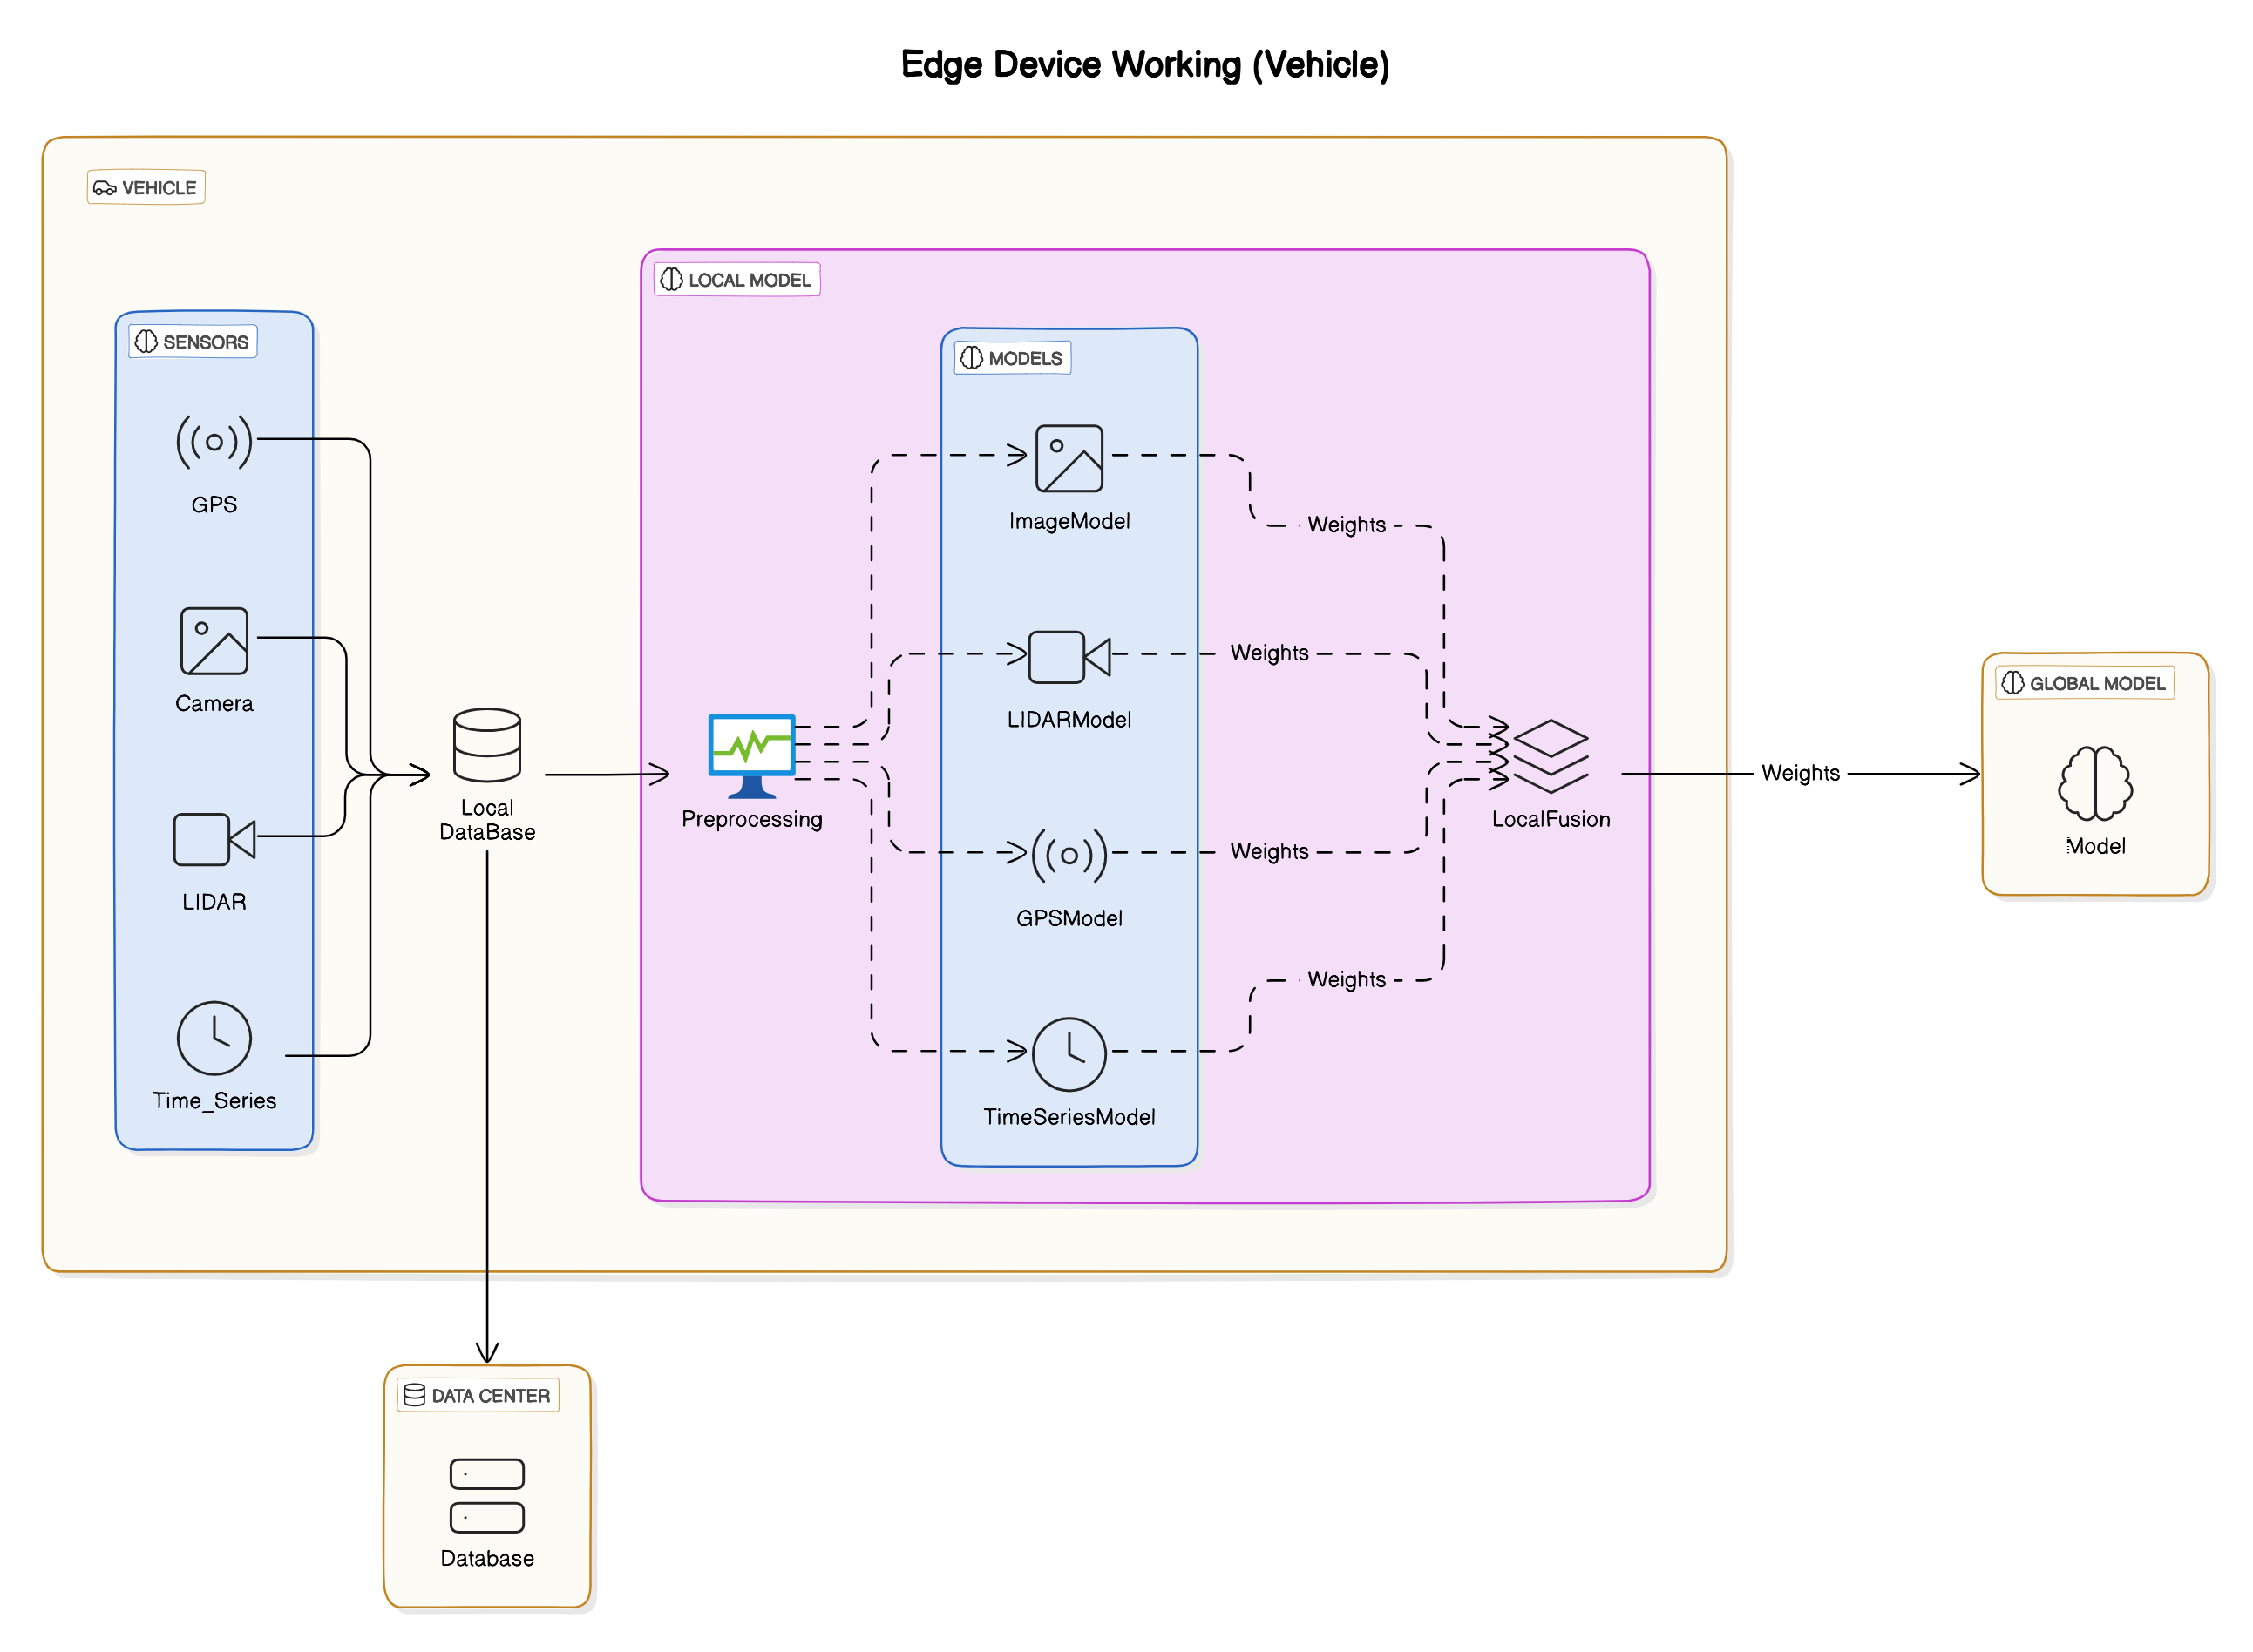 Edge Device Working (Vehicle)
VEHICLE
SENSORS
GPS
Camera
LIDAR
Time_Series
Local
DataBase
LOCAL MODEL
Preprocessing
MODELS
ImageModel
LIDARModel
GPSModel
TimeSeriesModel
Weights
Weights
Weights
Weights
LocalFusion
Weights
GLOBAL MODEL
Model
DATA CENTER
Database